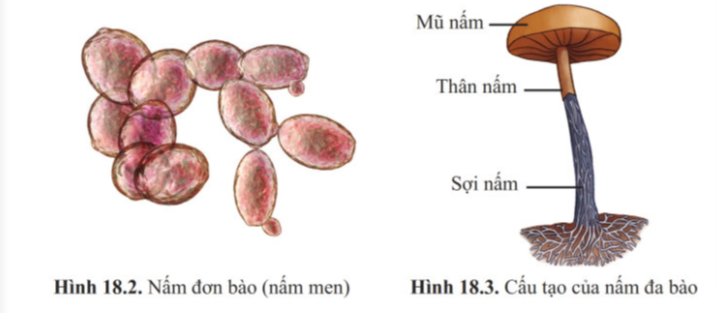 Mũ nấm
Thân nấm
Sợi nấm
Hình 18.2. Nấm đơn bào (nấm men)
Hình 18.3. Cấu tạo của nấm đa bào